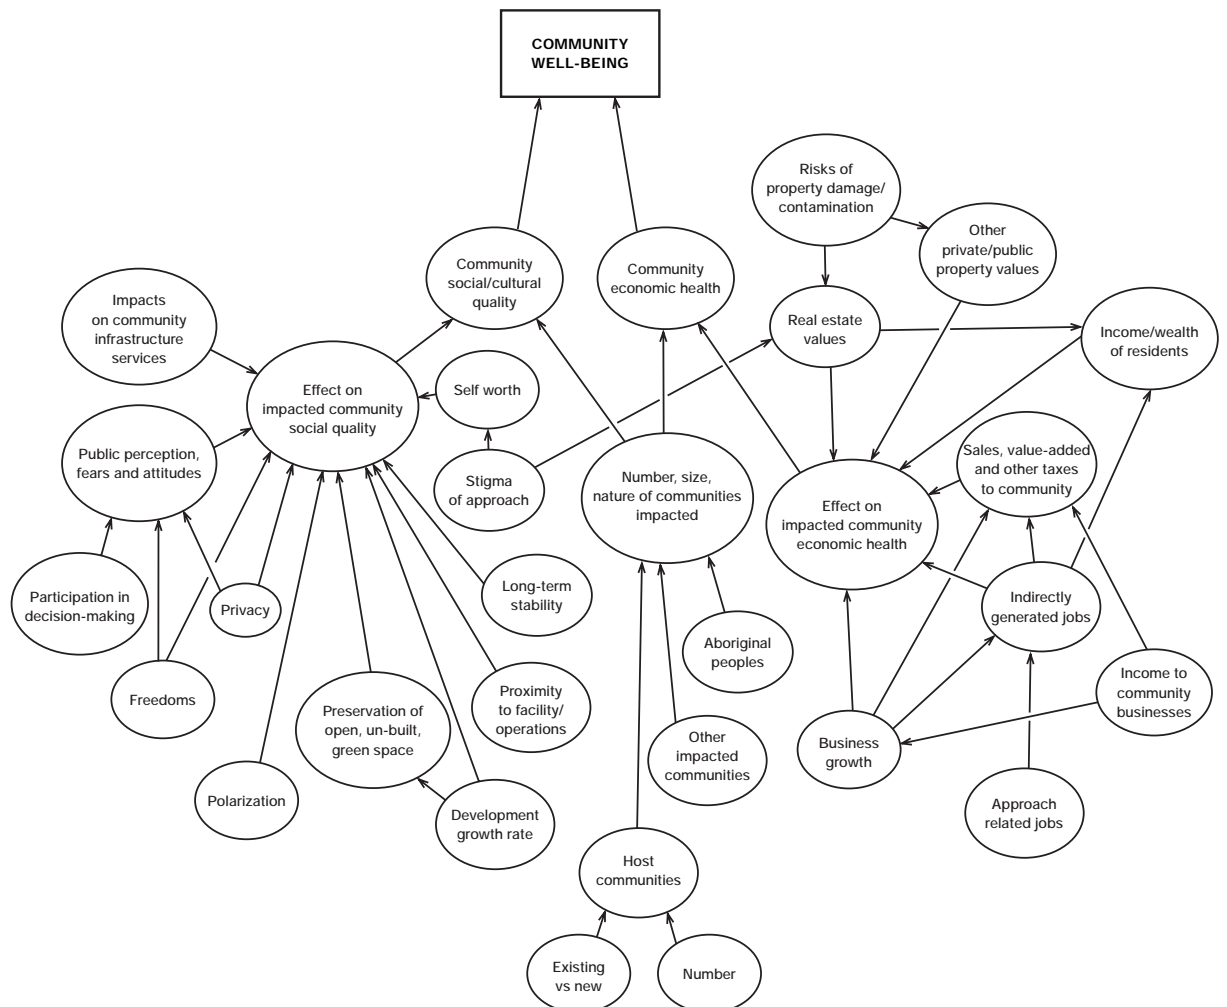 COMMUNITY
WELL-BEING
Risks of
property damage/
contamination
Other
private/public
property values
Community
social/cultural
quality
Community
economic health
Impacts
on community
infrastructure
services
Real estate
values
Income/wealth
of residents
Effect on
impacted community
social quality
Self worth
Public perception,
fears and attitudes
Stigma
of approach
Number, size,
nature of communities
impacted
Sales, value-added
and other taxes
to community
Effect on
impacted community
economic health
Participation in
decision-making
Privacy
Long-term
stability
Indirectly
generated jobs
Aboriginal
peoples
Freedoms
Preservation of
open, un-built,
green space
Proximity
to facility/
operations
Income to
community
businesses
Other
impacted
communities
Business
growth
Polarization
Development
growth rate
Approach
related jobs
Host
communities
Existing
vs new
Number